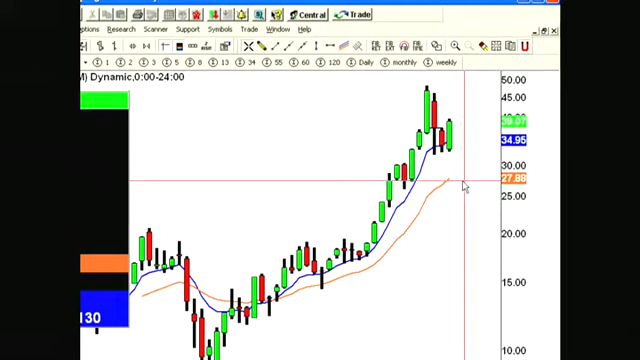 Central Trade
ptions Research Scanner Support Symbols Trade Window Help
1 2 3 5 8 13 21 34 55 60 120 Daily monthly weekly
M) Dynamic,0:00-24:00
50.00
45.00
34.95
30.00
27.88
25.00
20.00
15.00
10.00
130